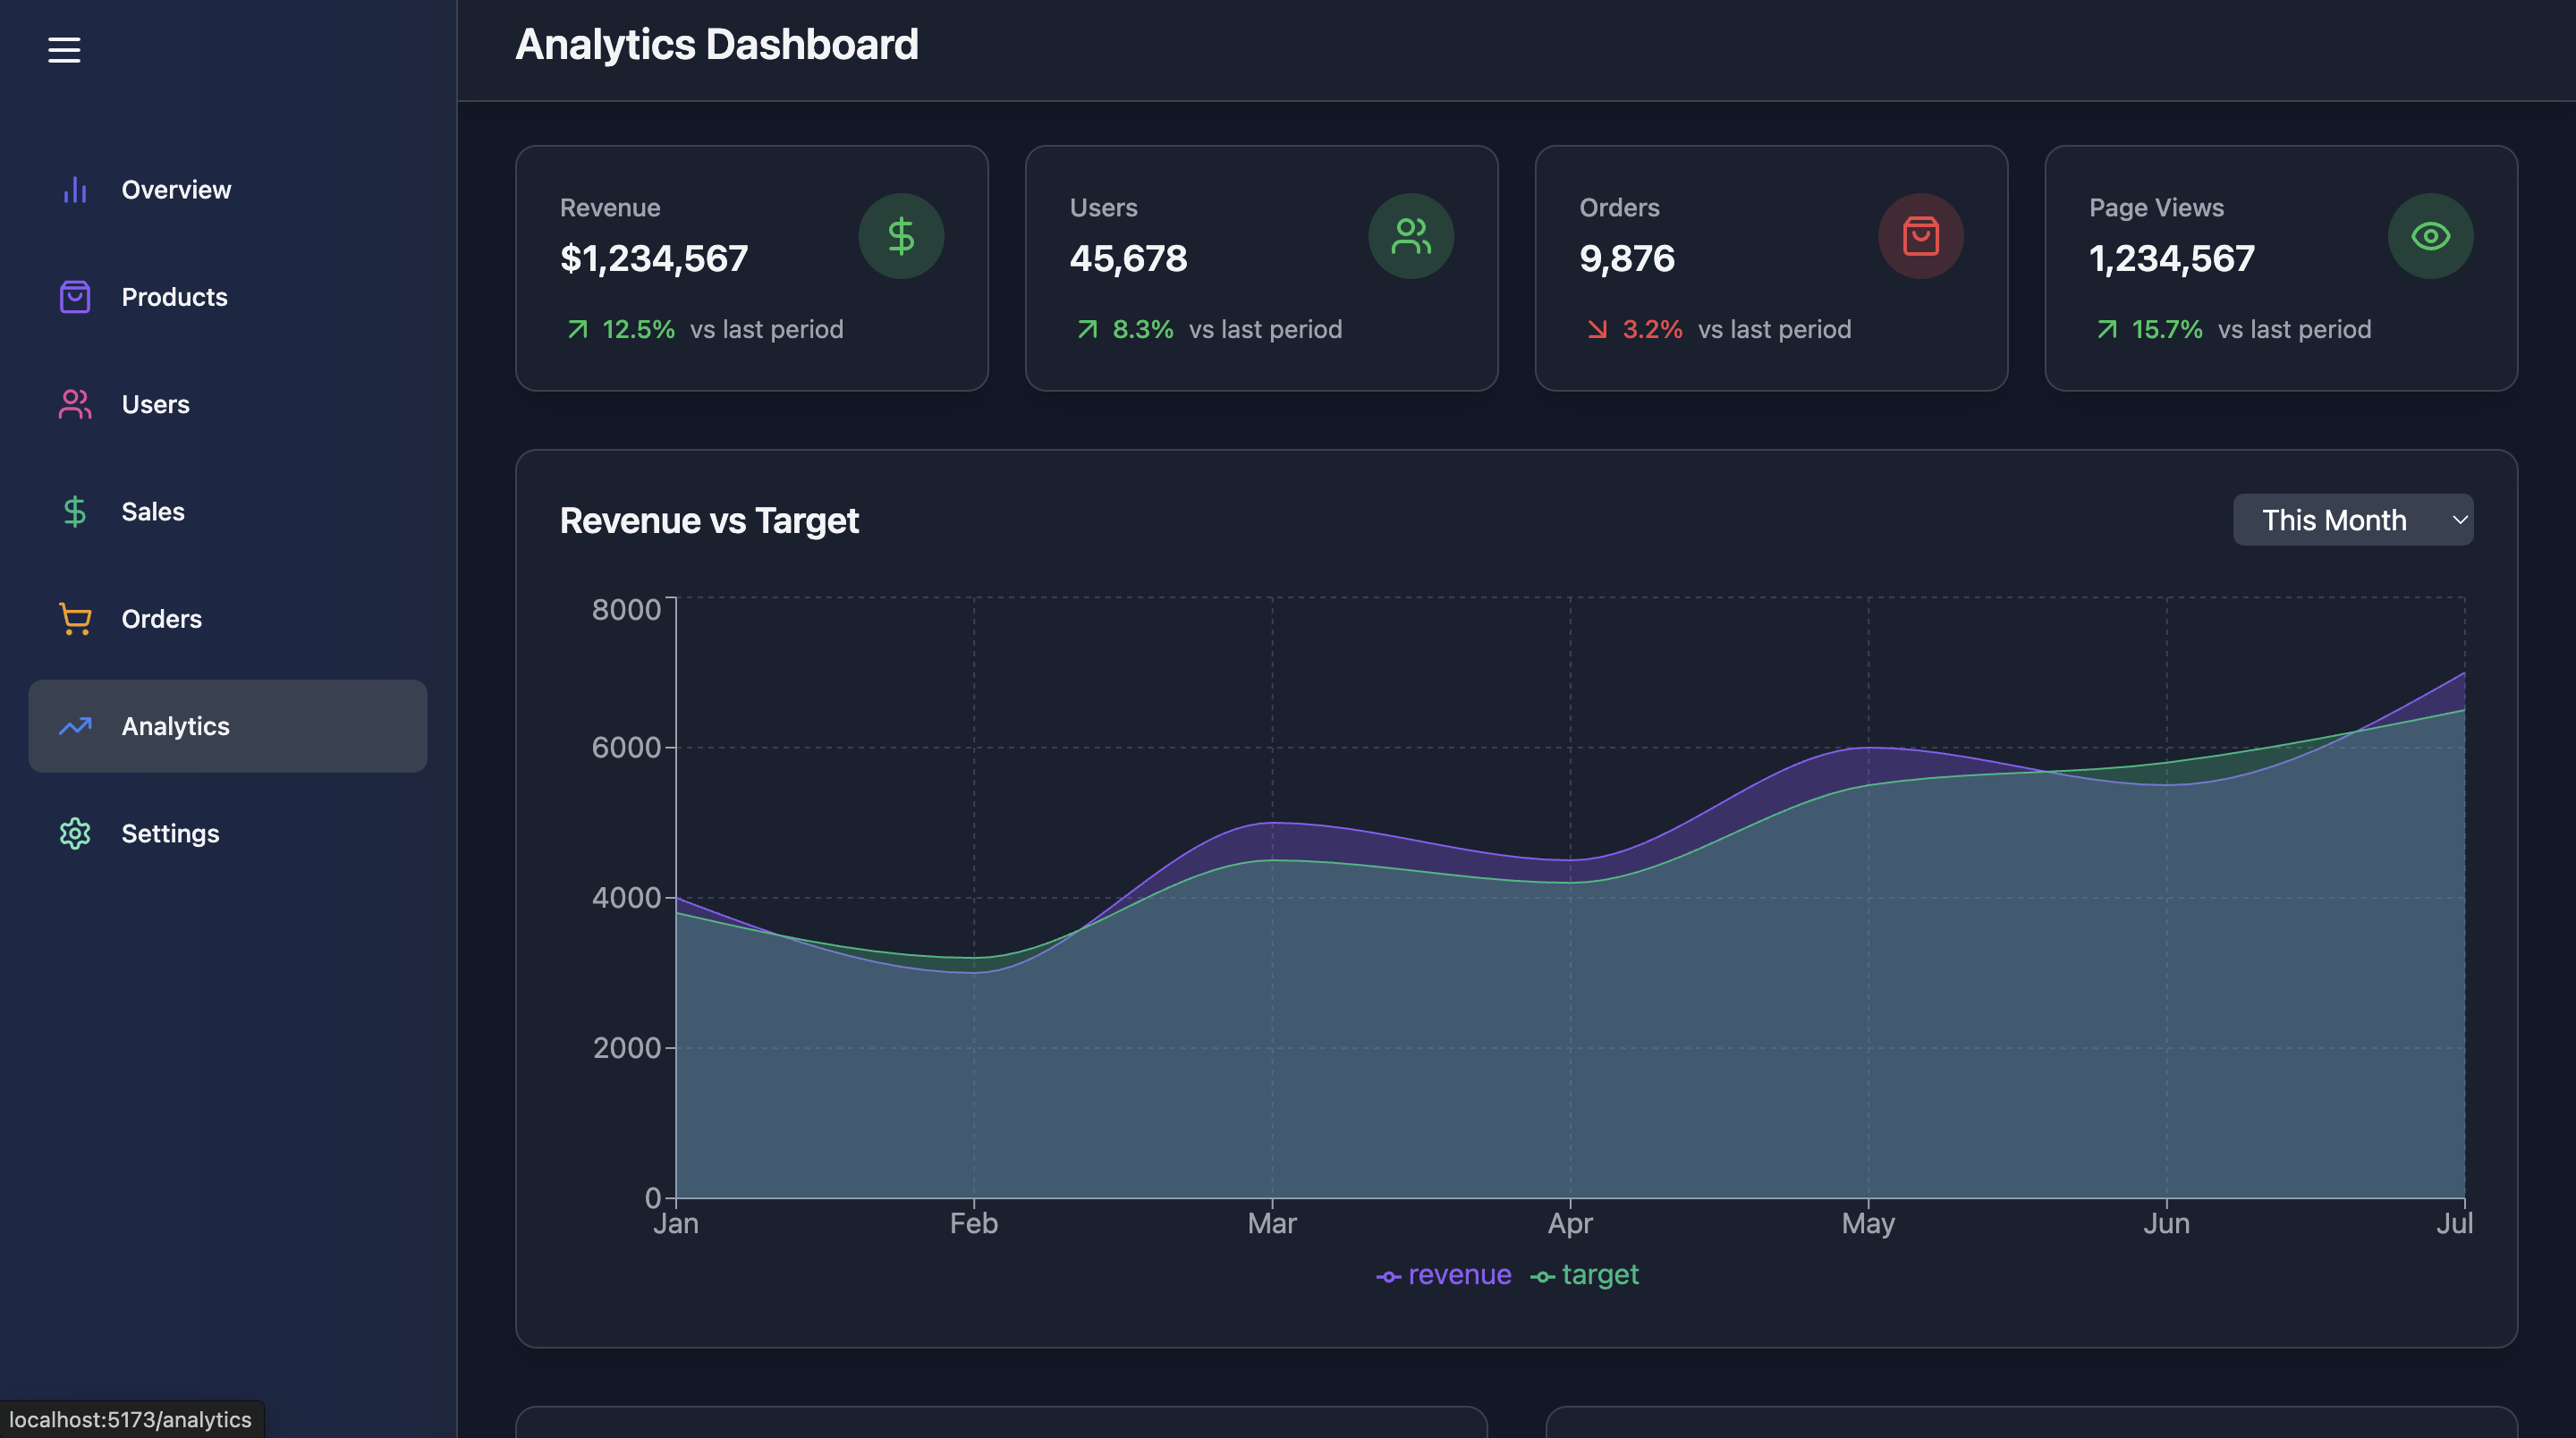 Analytics Dashboard
Overview
Products
Users
Sales
Orders
Analytics
Settings
Revenue
$1,234,567
12.5% vs last period
Users
45,678
8.3% vs last period
Orders
9,876
3.2% vs last period
Page Views
1,234,567
15.7% vs last period
Revenue vs Target
This Month
8000
6000
4000
2000
0
Jan Feb Mar Apr May Jun Jul
revenue target
localhost:5173/analytics